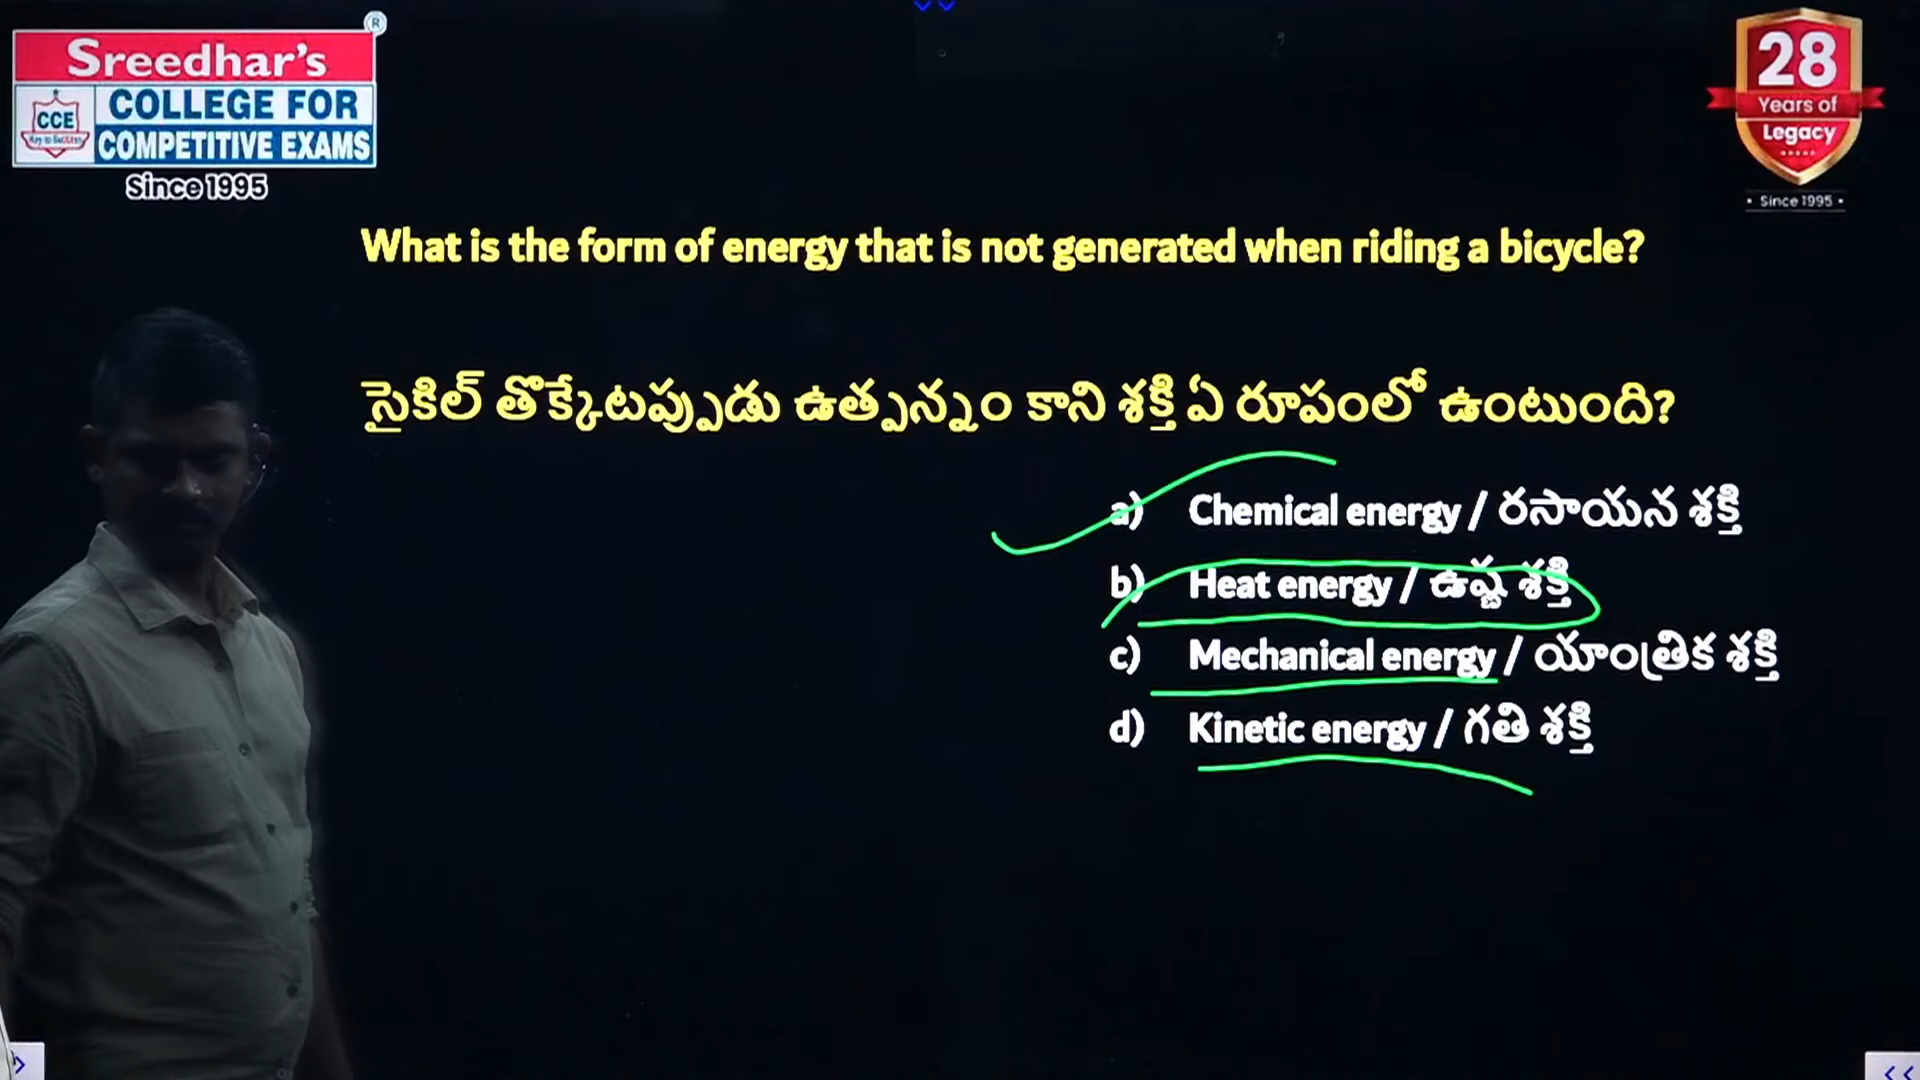 Sreedhar's
®
COLLEGE FOR
CCE
COMPETITIVE EXAMS
Since 1995
28
Years of
Legacy
• Since 1995 •
What is the form of energy that is not generated when riding a bicycle?
సైకిల్ తొక్కేటప్పుడు ఉత్పన్నం కాని శక్తి ఏ రూపంలో ఉంటుంది?
a) Chemical energy / రసాయన శక్తి
b) Heat energy / ఉష్ణ శక్తి
c) Mechanical energy / యాంత్రిక శక్తి
d) Kinetic energy / గతి శక్తి